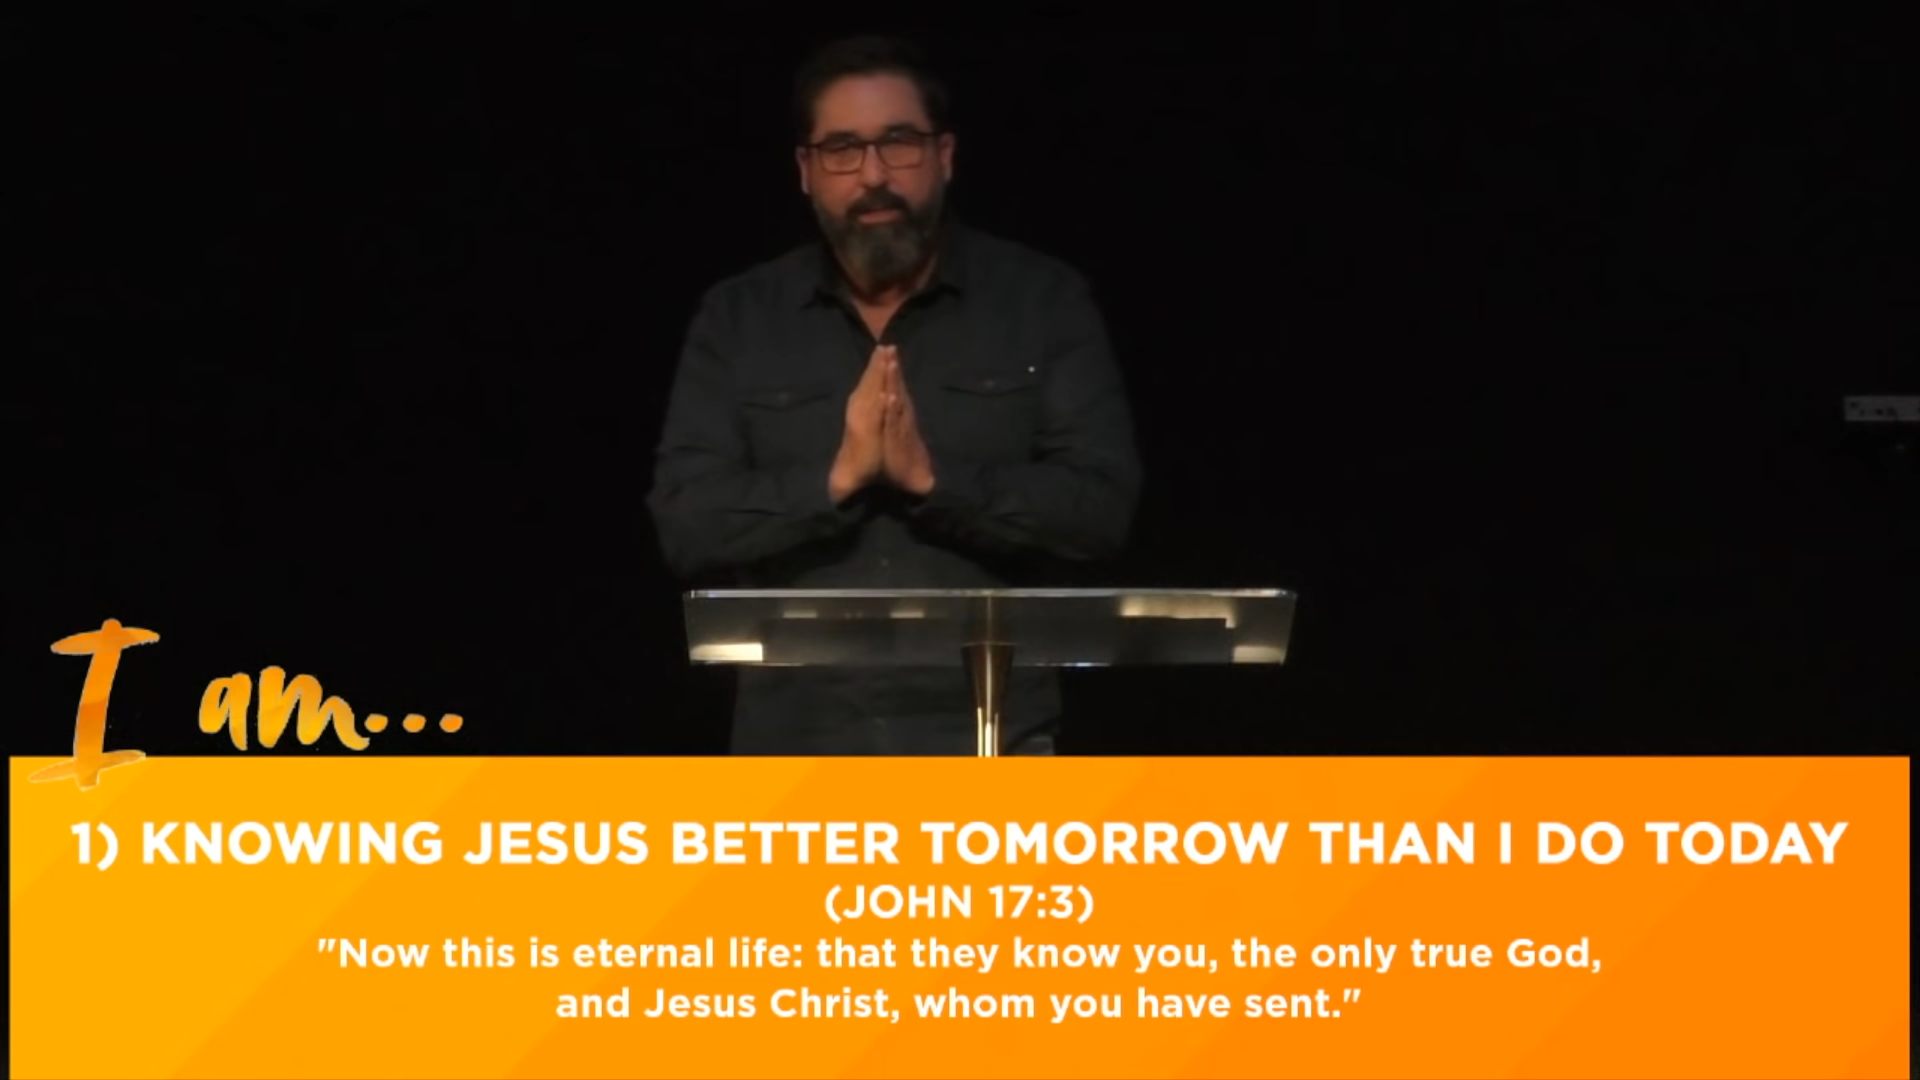 I am...
1) KNOWING JESUS BETTER TOMORROW THAN I DO TODAY
(JOHN 17:3)
"Now this is eternal life: that they know you, the only true God,
and Jesus Christ, whom you have sent."